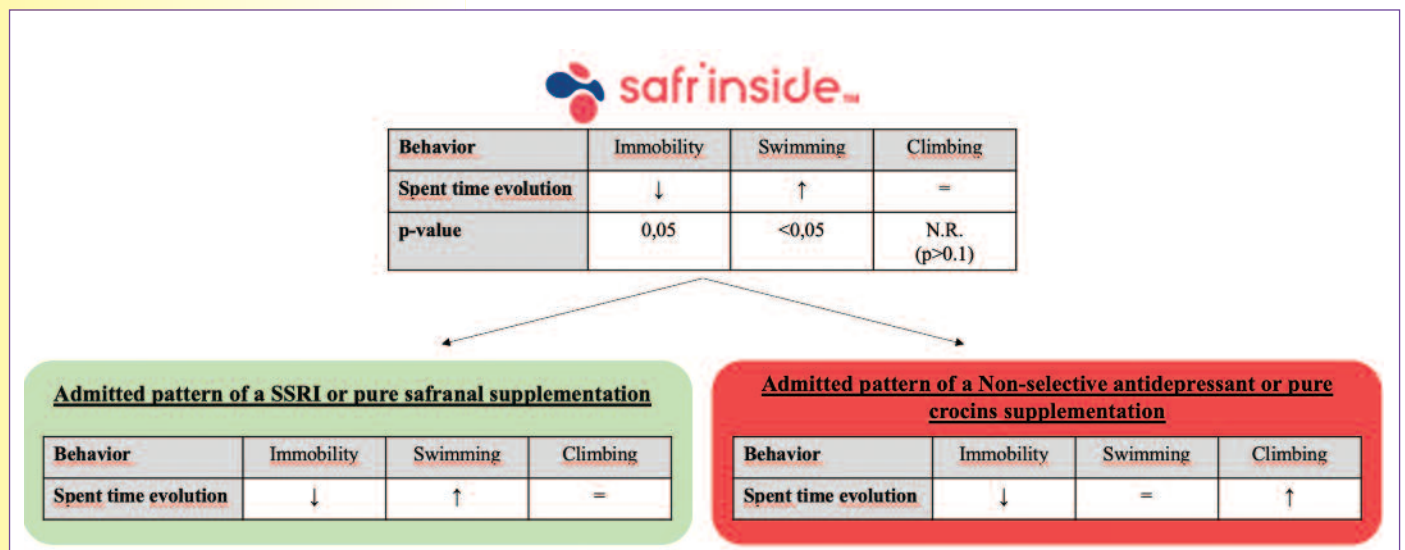 safr'inside™
Behavior Immobility Swimming Climbing
Spent time evolution ↓ ↑ =
p-value 0,05 <0,05 N.R.
(p>0.1)
Admitted pattern of a SSRI or pure safranal supplementation
Behavior Immobility Swimming Climbing
Spent time evolution ↓ ↑ =
Admitted pattern of a Non-selective antidepressant or pure
crocins supplementation
Behavior Immobility Swimming Climbing
Spent time evolution ↓ = ↑